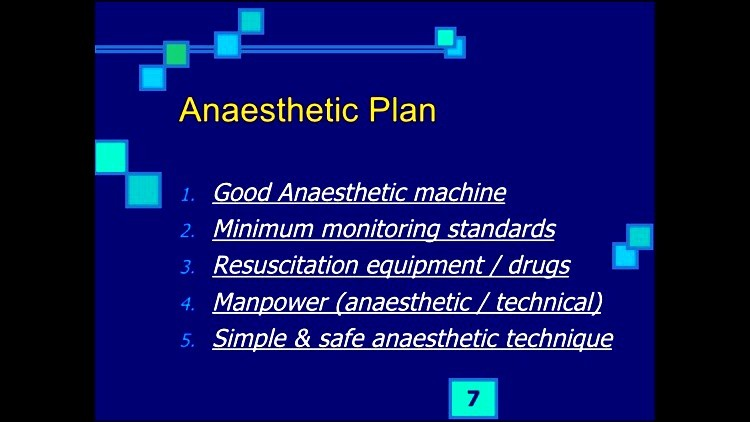 Anaesthetic Plan
1. Good Anaesthetic machine
2. Minimum monitoring standards
3. Resuscitation equipment / drugs
4. Manpower (anaesthetic / technical)
5. Simple & safe anaesthetic technique
7